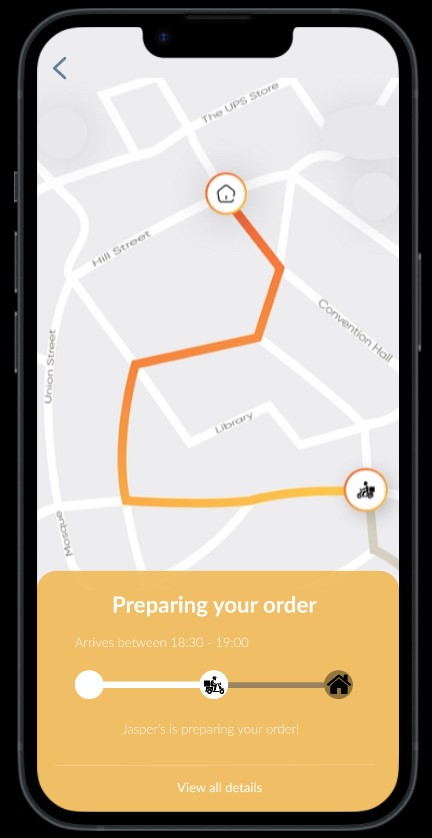 The UPS Store
Hill Street
Convention Hall
Union Street
Library
Mosque
Preparing your order
Arrives between 18:30 - 19:00
Jasper's is preparing your order!
View all details